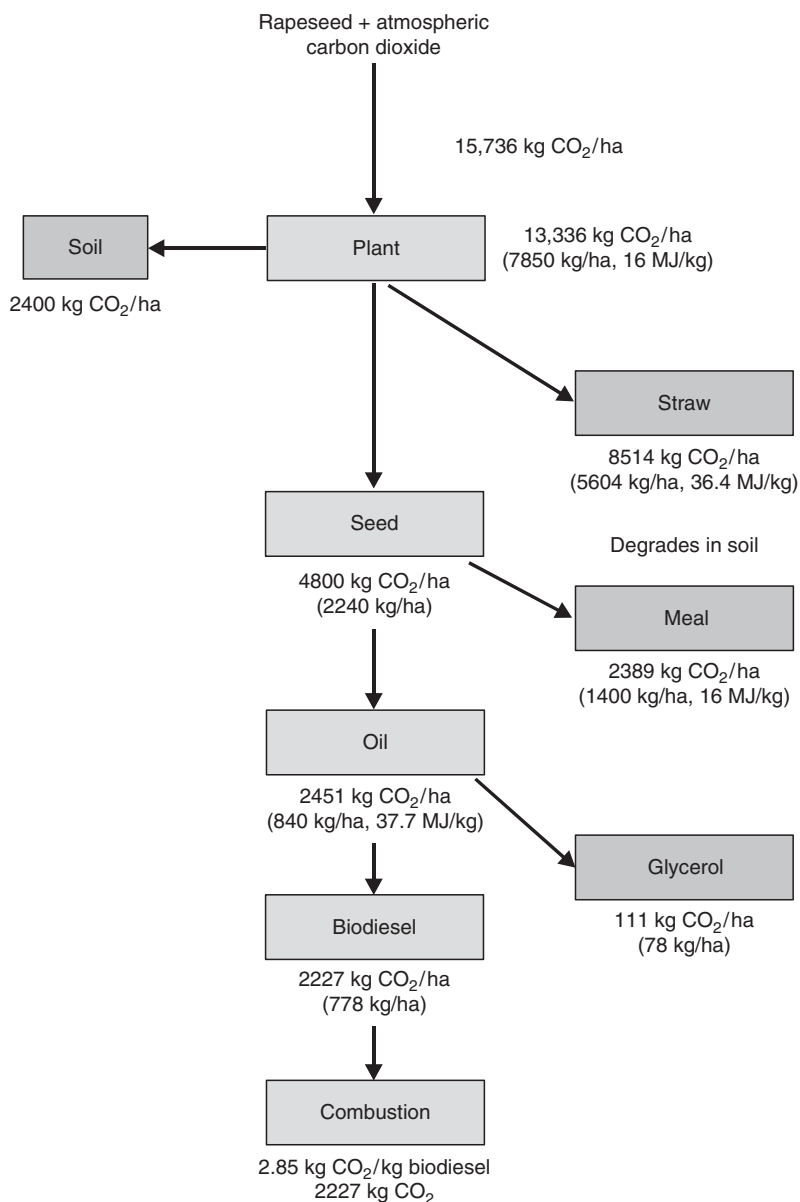 Rapeseed + atmospheric
carbon dioxide
15,736 kg CO₂/ha
Soil
2400 kg CO₂/ha
Plant
13,336 kg CO₂/ha
(7850 kg/ha, 16 MJ/kg)
Straw
8514 kg CO₂/ha
(5604 kg/ha, 36.4 MJ/kg)
Seed
4800 kg CO₂/ha
(2240 kg/ha)
Degrades in soil
Meal
2389 kg CO₂/ha
(1400 kg/ha, 16 MJ/kg)
Oil
2451 kg CO₂/ha
(840 kg/ha, 37.7 MJ/kg)
Glycerol
111 kg CO₂/ha
(78 kg/ha)
Biodiesel
2227 kg CO₂/ha
(778 kg/ha)
Combustion
2.85 kg CO₂/kg biodiesel
2227 kg CO₂